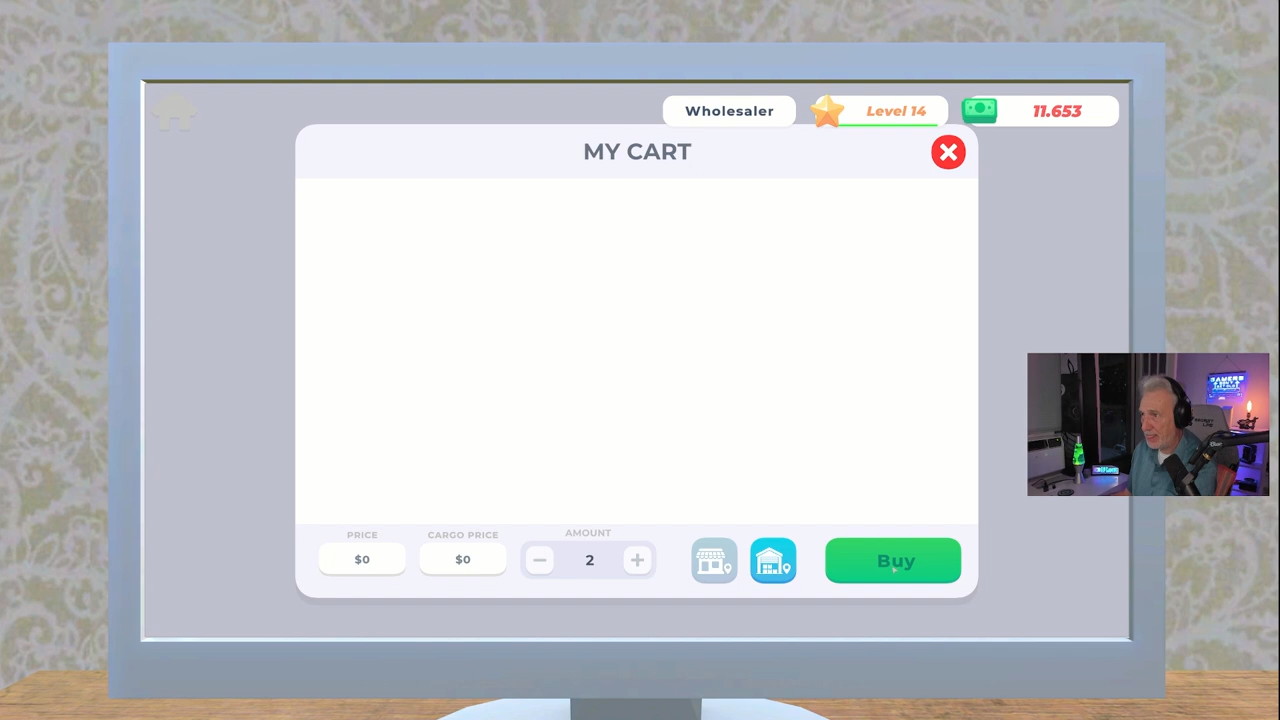 Wholesaler
Level 14
11.653
MY CART
PRICE
CARGO PRICE
AMOUNT
$0
$0
2
Buy